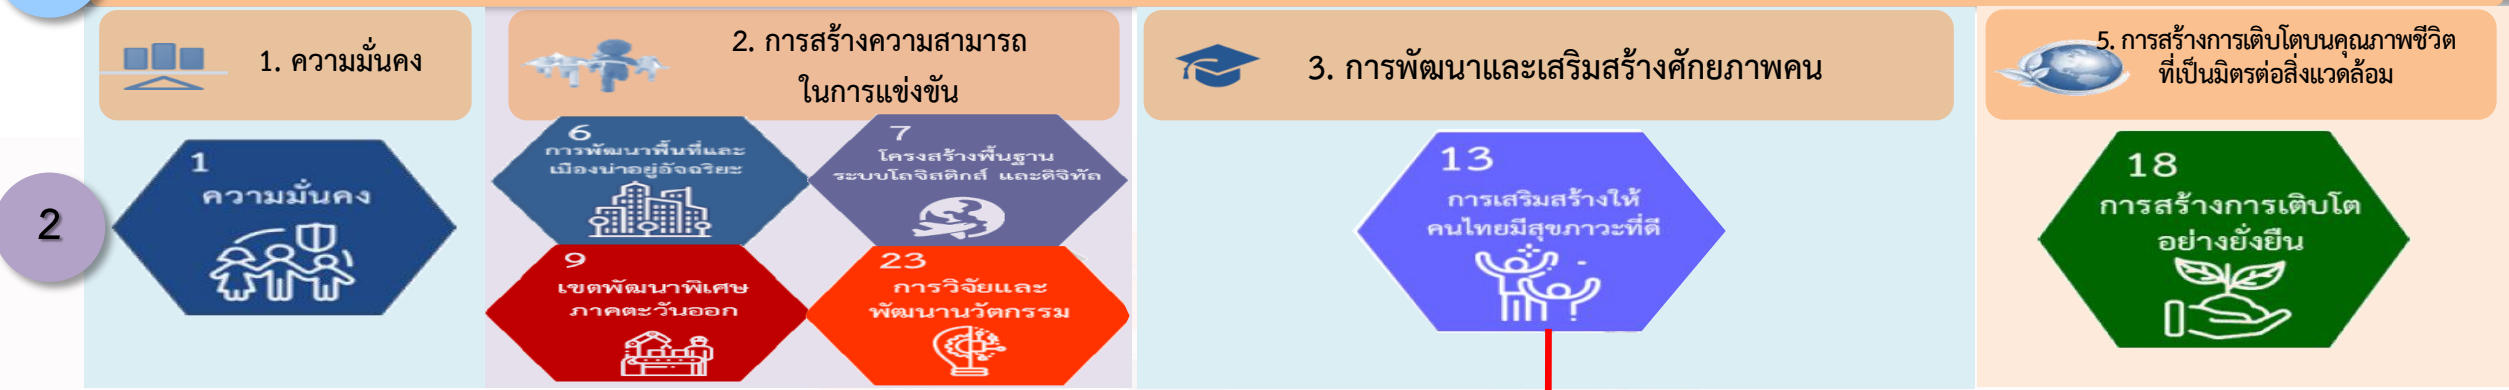 1. ความมั่นคง
2. การสร้างความสามารถ
ในการแข่งขัน
3. การพัฒนาและเสริมสร้างศักยภาพคน
5. การสร้างการเติบโตบนคุณภาพชีวิต
ที่เป็นมิตรต่อสิ่งแวดล้อม
2
1
ความมั่นคง
6
การพัฒนาพื้นที่และ
เมืองน่าอยู่อัจฉริยะ
7
โครงสร้างพื้นฐาน
ระบบโลจิสติกส์ และดิจิทัล
9
เขตพัฒนาพิเศษ
ภาคตะวันออก
23
การวิจัยและ
พัฒนานวัตกรรม
13
การเสริมสร้างให้
คนไทยมีสุขภาวะที่ดี
18
การสร้างการเติบโต
อย่างยั่งยืน